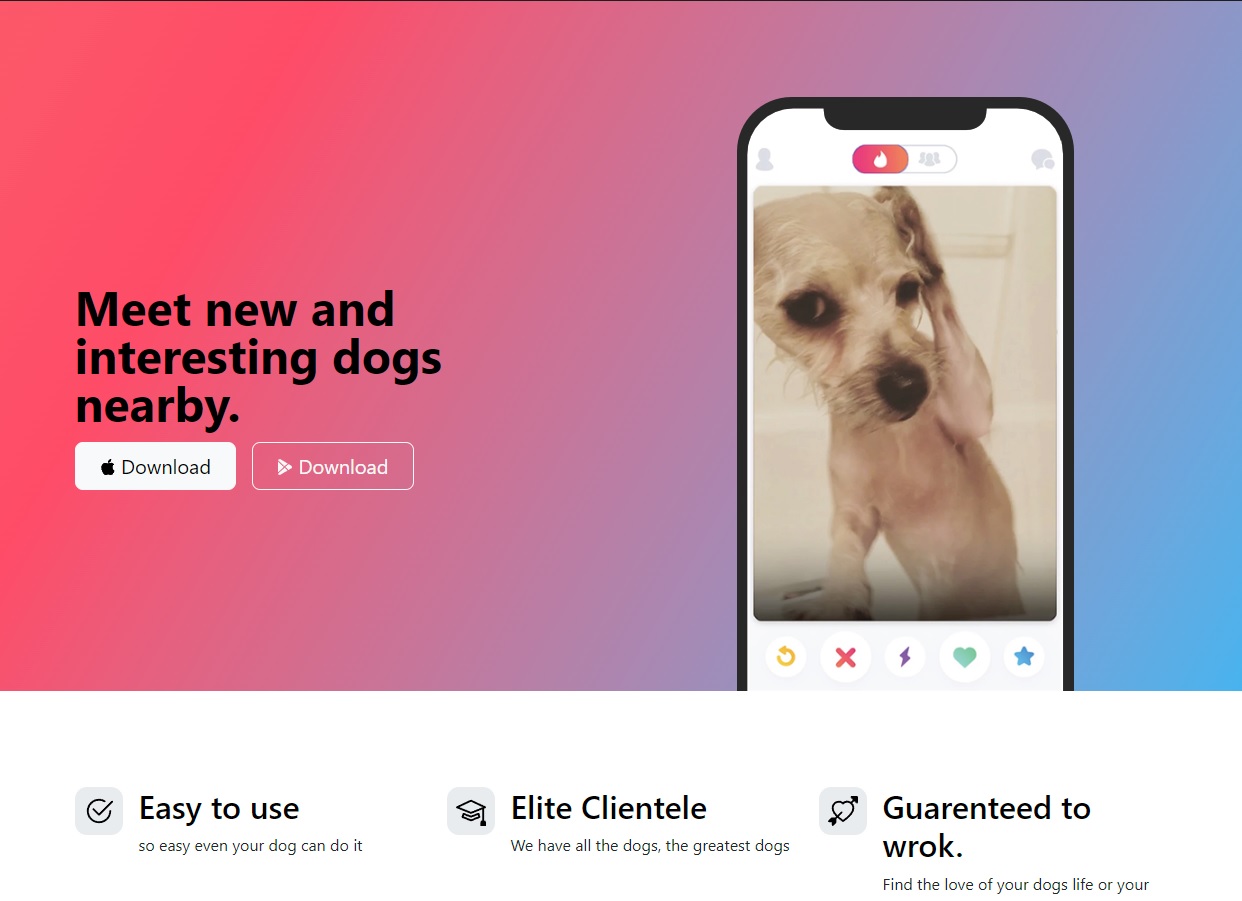 Meet new and
interesting dogs
nearby.
Download
Download
Easy to use
so easy even your dog can do it
Elite Clientele
We have all the dogs, the greatest dogs
Guarenteed to
wrok.
Find the love of your dogs life or your